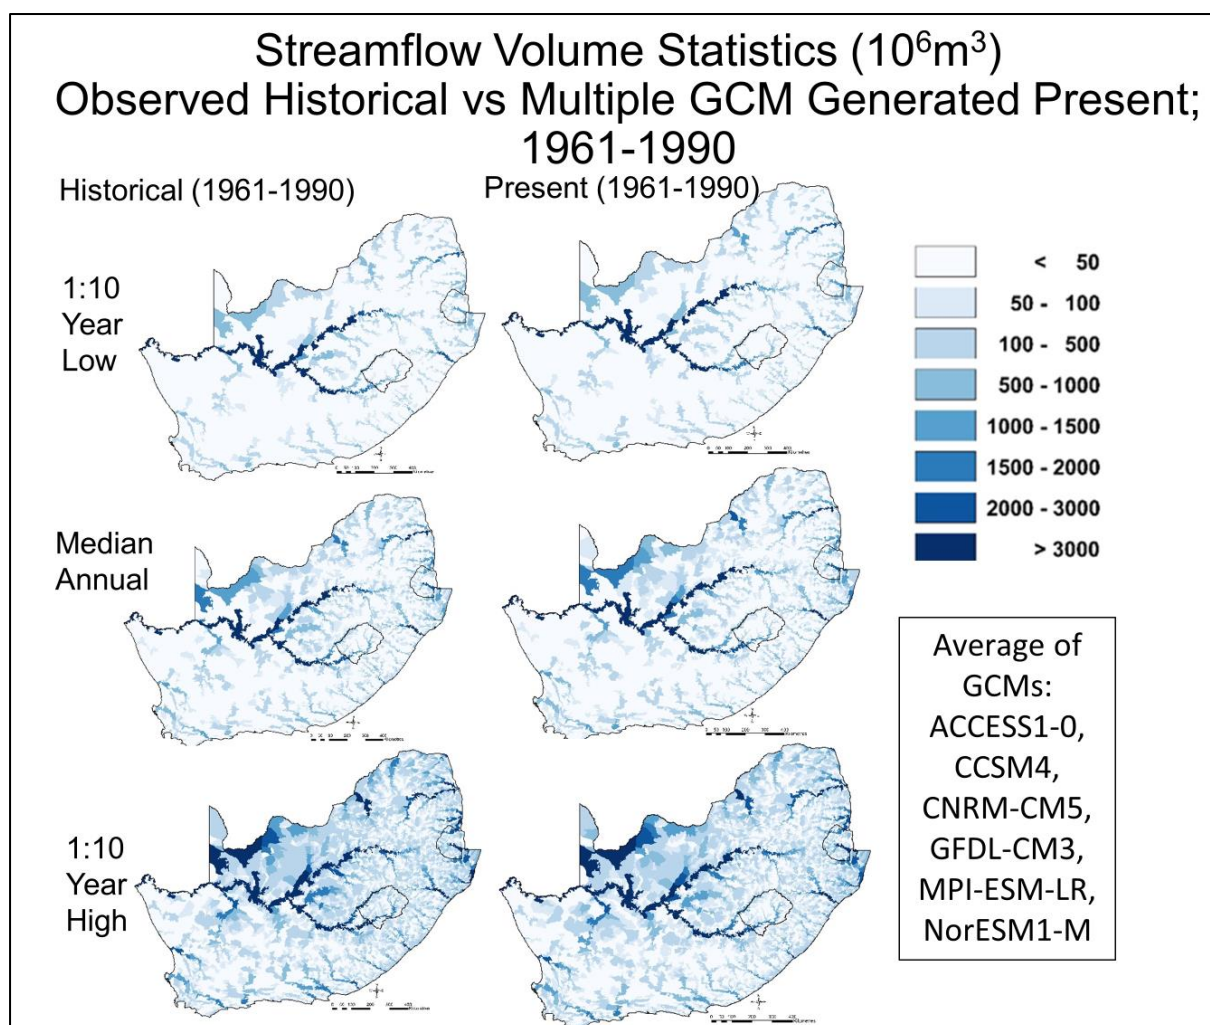 Streamflow Volume Statistics (10⁶m³)
Observed Historical vs Multiple GCM Generated Present;
1961-1990
Historical (1961-1990)
Present (1961-1990)
1:10
Year
Low
Median
Annual
1:10
Year
High
< 50
50 - 100
100 - 500
500 - 1000
1000 - 1500
1500 - 2000
2000 - 3000
> 3000
Average of
GCMs:
ACCESS1-0,
CCSM4,
CNRM-CM5,
GFDL-CM3,
MPI-ESM-LR,
NorESM1-M